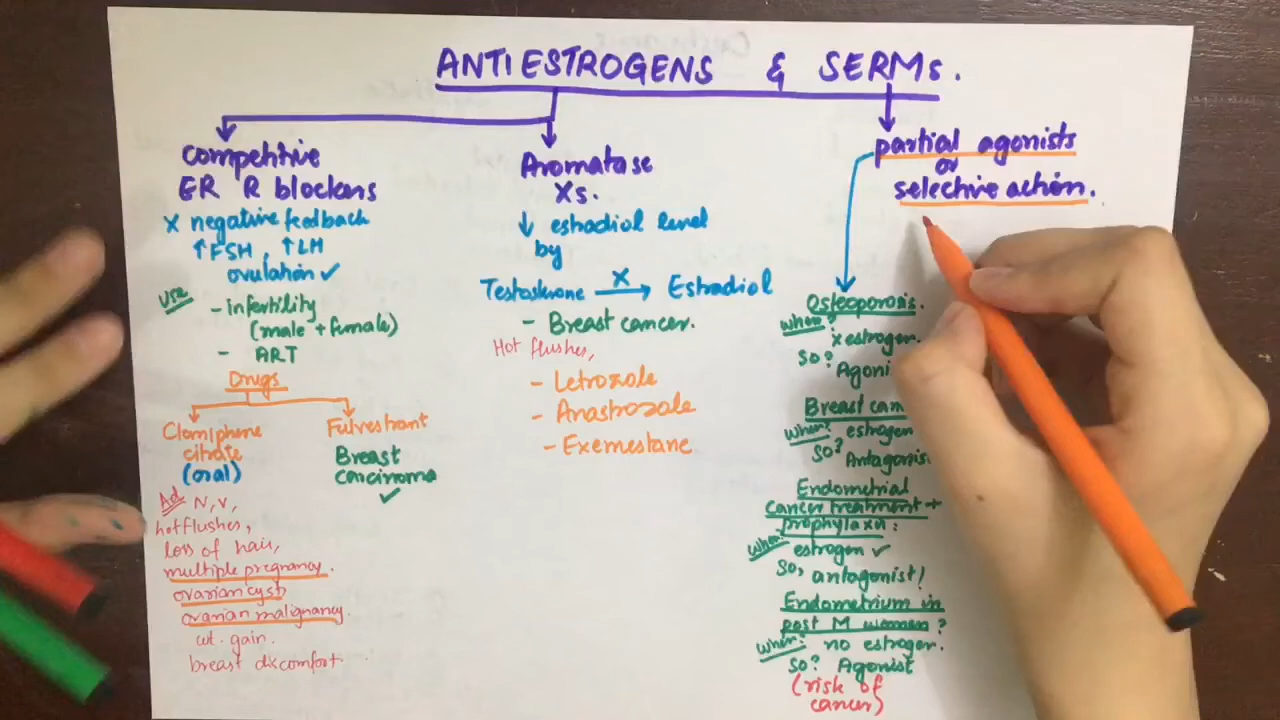 ANTIESTROGENS & SERMs.
Competitive
ER R blockers
X negative feedback
↑FSH, ↑LH
ovulation ✓
Use
- infertility
(male + female)
- ART
Drugs
Clomiphene
citrate
(oral)
Fulvestrant
Breast
carcinoma
✓
Ad N, V,
hot flushes,
loss of hair,
multiple pregnancy.
ovarian cyst
ovarian malignancy.
wt. gain.
breast discomfort.
Aromatase
Xs.
↓ estradiol level
by
Testosterone X → Estradiol
- Breast cancer.
Hot flushes,
- Letrozole
- Anastrozole
- Exemestane
partial agonists
or
selective action.
Osteoporosis.
when?
x estrogen.
So?
Agoni
Breast can
when? estrogen
So?
Antagonis
Endometrial
cancer treatment +
prophylaxis:
when?
estrogen ✓
So, antagonist!
Endometrium in
post M women?
when? no estrogen.
So? Agonist
(risk of
cancer)